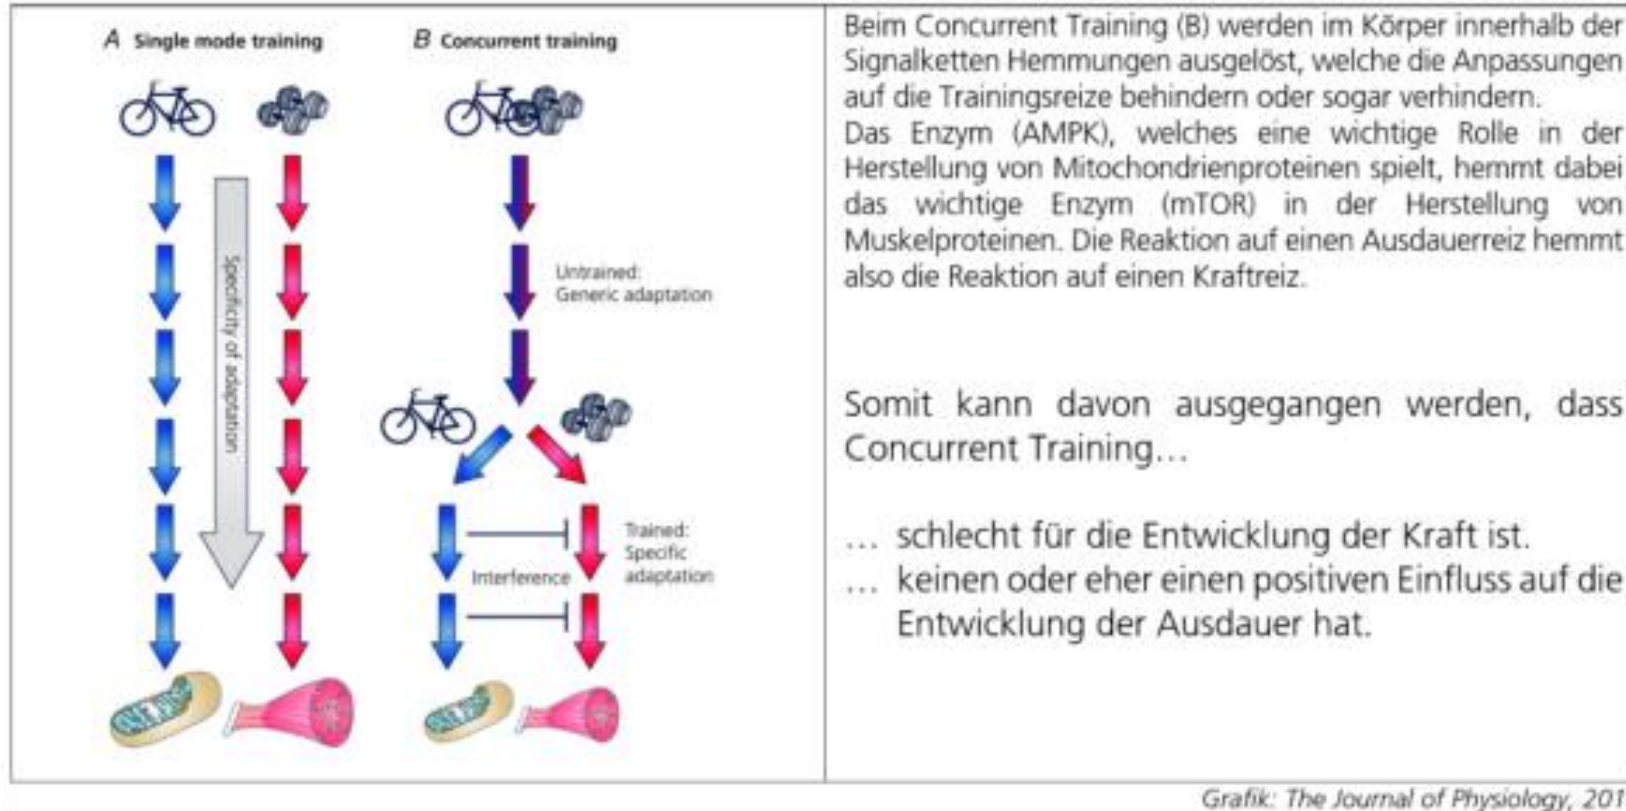 A Single mode training
B Concurrent training
Specificity of adaptation
Untrained:
Generic adaptation
Interference
Trained:
Specific
adaptation
Beim Concurrent Training (B) werden im Körper innerhalb der
Signalketten Hemmungen ausgelöst, welche die Anpassungen
auf die Trainingsreize behindern oder sogar verhindern.
Das Enzym (AMPK), welches eine wichtige Rolle in der
Herstellung von Mitochondrienproteinen spielt, hemmt dabei
das wichtige Enzym (mTOR) in der Herstellung von
Muskelproteinen. Die Reaktion auf einen Ausdauerreiz hemmt
also die Reaktion auf einen Kraftreiz.
Somit kann davon ausgegangen werden, dass
Concurrent Training…
… schlecht für die Entwicklung der Kraft ist.
… keinen oder eher einen positiven Einfluss auf die
Entwicklung der Ausdauer hat.
Grafik: The Journal of Physiology, 201